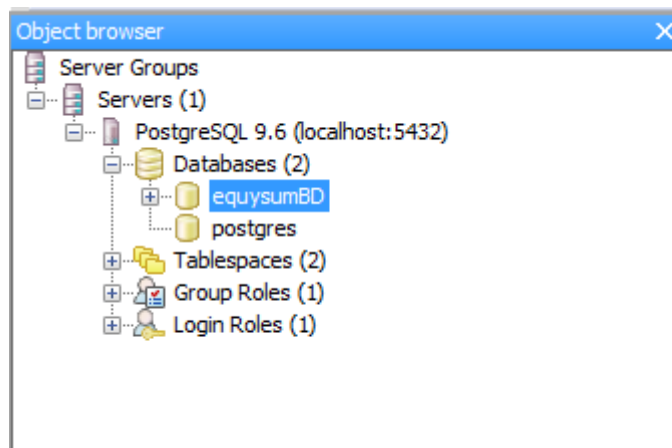 Object browser
Server Groups
Servers (1)
PostgreSQL 9.6 (localhost:5432)
Databases (2)
equysumBD
postgres
Tablespaces (2)
Group Roles (1)
Login Roles (1)